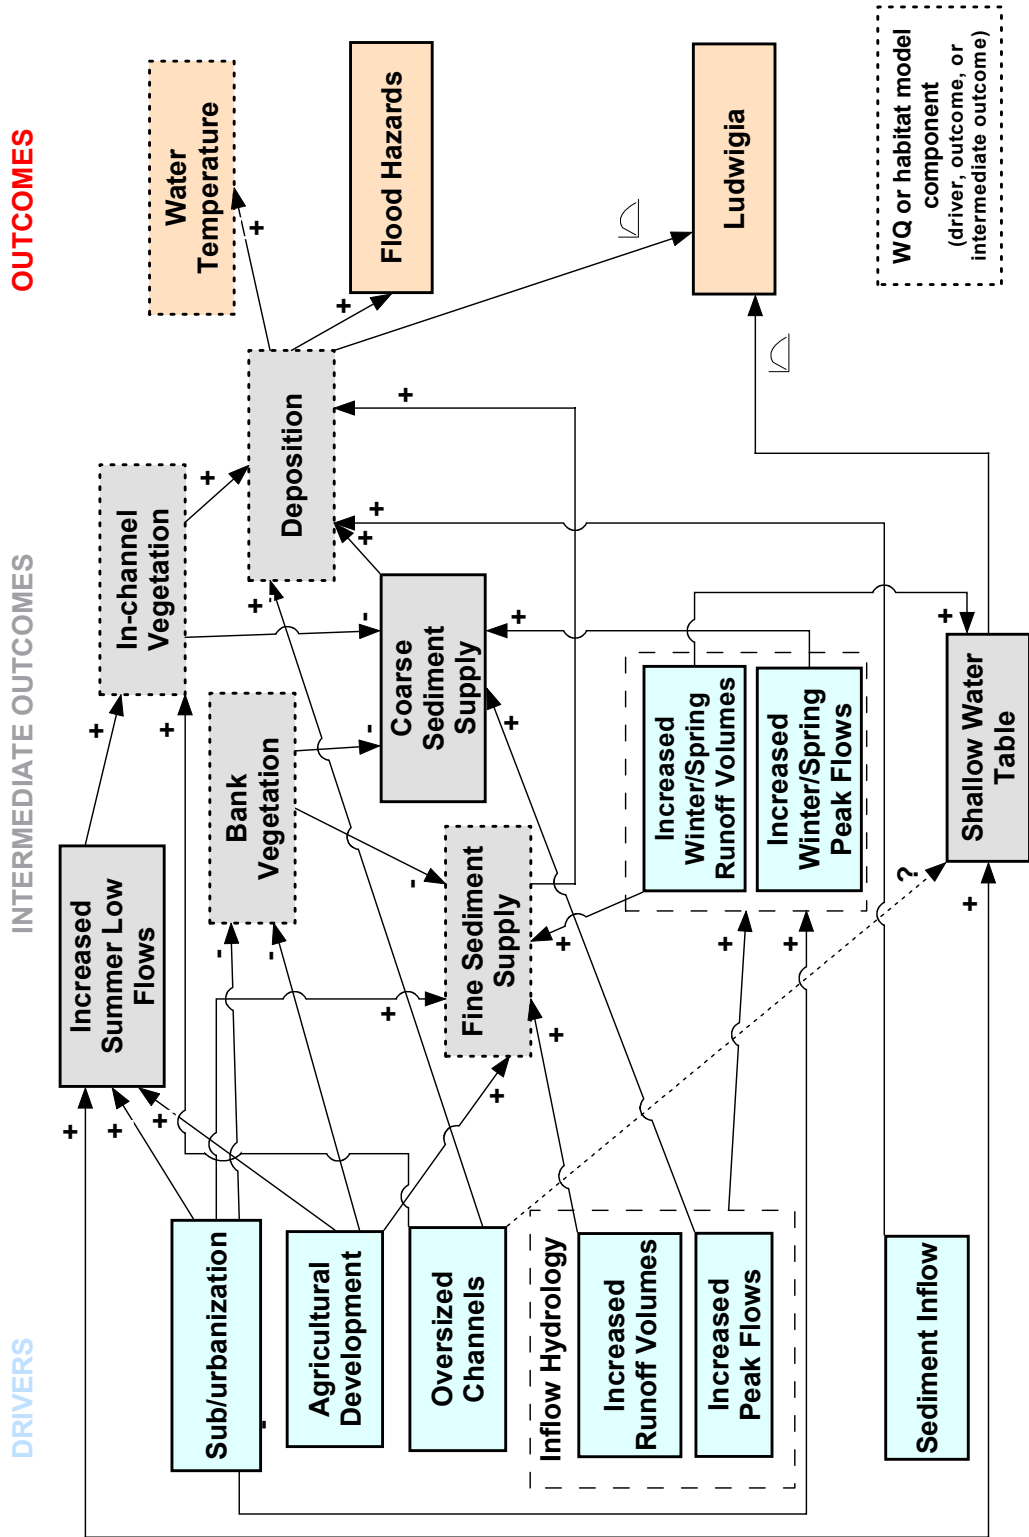 DRIVERS
INTERMEDIATE OUTCOMES
OUTCOMES
Sub/urbanization
-
Agricultural
Development
Oversized
Channels
Inflow Hydrology
Increased
Runoff Volumes
Increased
Peak Flows
Sediment Inflow
Increased
Summer Low
Flows
+
+
+
In-channel
Vegetation
+
+
Bank
Vegetation
-
-
Fine Sediment
Supply
+
+
+
+
-
Coarse
Sediment
Supply
-
-
+
+
Deposition
+
+
+
+
+
Increased
Winter/Spring
Runoff Volumes
Increased
Winter/Spring
Peak Flows
+
+
Shallow Water
Table
+
?
+
Water
Temperature
+
Flood Hazards
+
Ludwigia
WQ or habitat model
component
(driver, outcome, or
intermediate outcome)